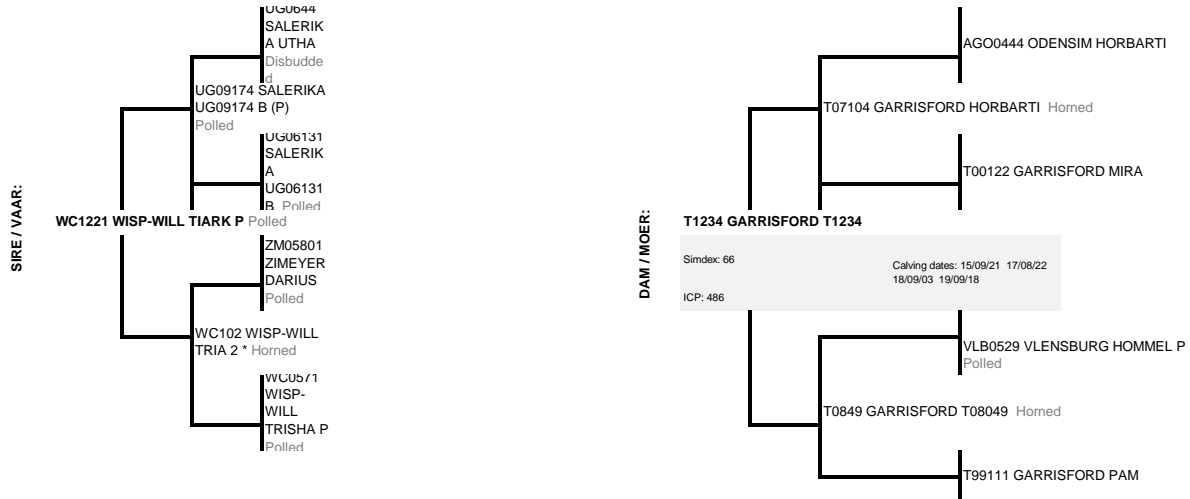 SIRE / VAAR:
UG0644
SALERIK
A UTHA
Disbudde
d
UG09174 SALERIKA
UG09174 B (P)
Polled
UG06131
SALERIK
A
UG06131
B Polled
WC1221 WISP-WILL TIARK P Polled
ZM05801
ZIMEYER
DARIUS
Polled
WC102 WISP-WILL
TRIA 2 * Horned
WC0571
WISP-
WILL
TRISHA P
Polled
DAM / MOER:
AGO0444 ODENSIM HORBARTI
T07104 GARRISFORD HORBARTI Horned
T00122 GARRISFORD MIRA
T1234 GARRISFORD T1234
Simdex: 66
Calving dates: 15/09/21 17/08/22
18/09/03 19/09/18
ICP: 486
VLB0529 VLENSBURG HOMMEL P
Polled
T0849 GARRISFORD T08049 Horned
T99111 GARRISFORD PAM